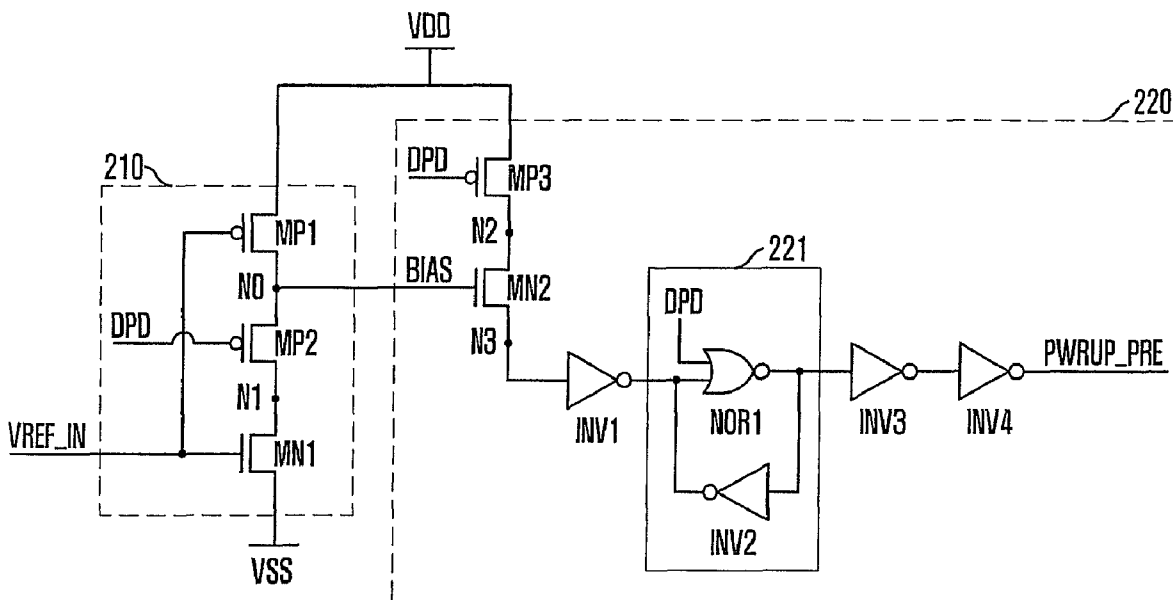 VDD
220
210
DPD
MP3
MP1
N2
221
N0
BIAS
MN2
DPD
DPD
MP2
N3
PWRUP_PRE
N1
INV1
NOR1
INV3
INV4
VREF_IN
MN1
INV2
VSS